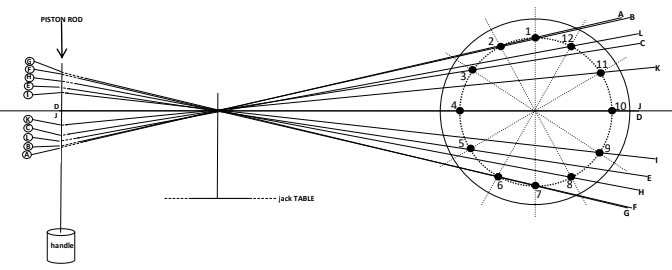 PISTON ROD
G
F
H
E
I
D
J
K
C
L
B
A
handle
jack TABLE
1
2
3
4
5
6
7
8
9
10
11
12
A
B
L
C
K
J
D
I
E
H
F
G